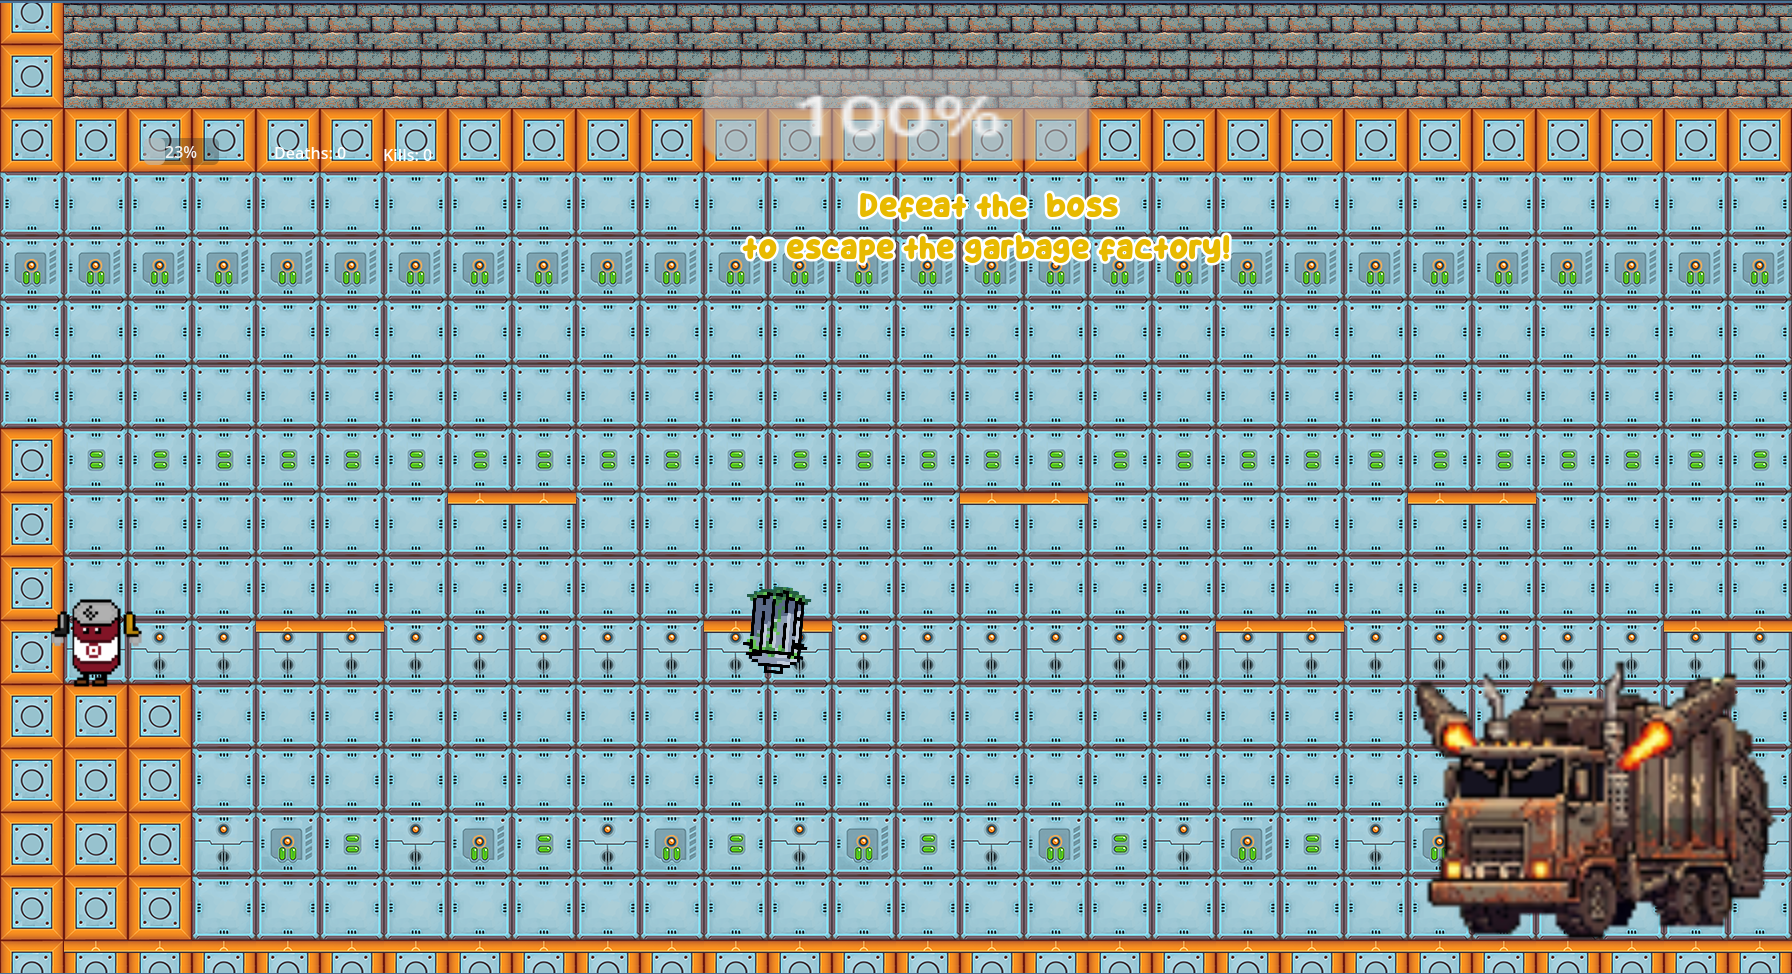 100%
23%
Deaths: 0
Kills: 0
Defeat the boss
to escape the garbage factory!